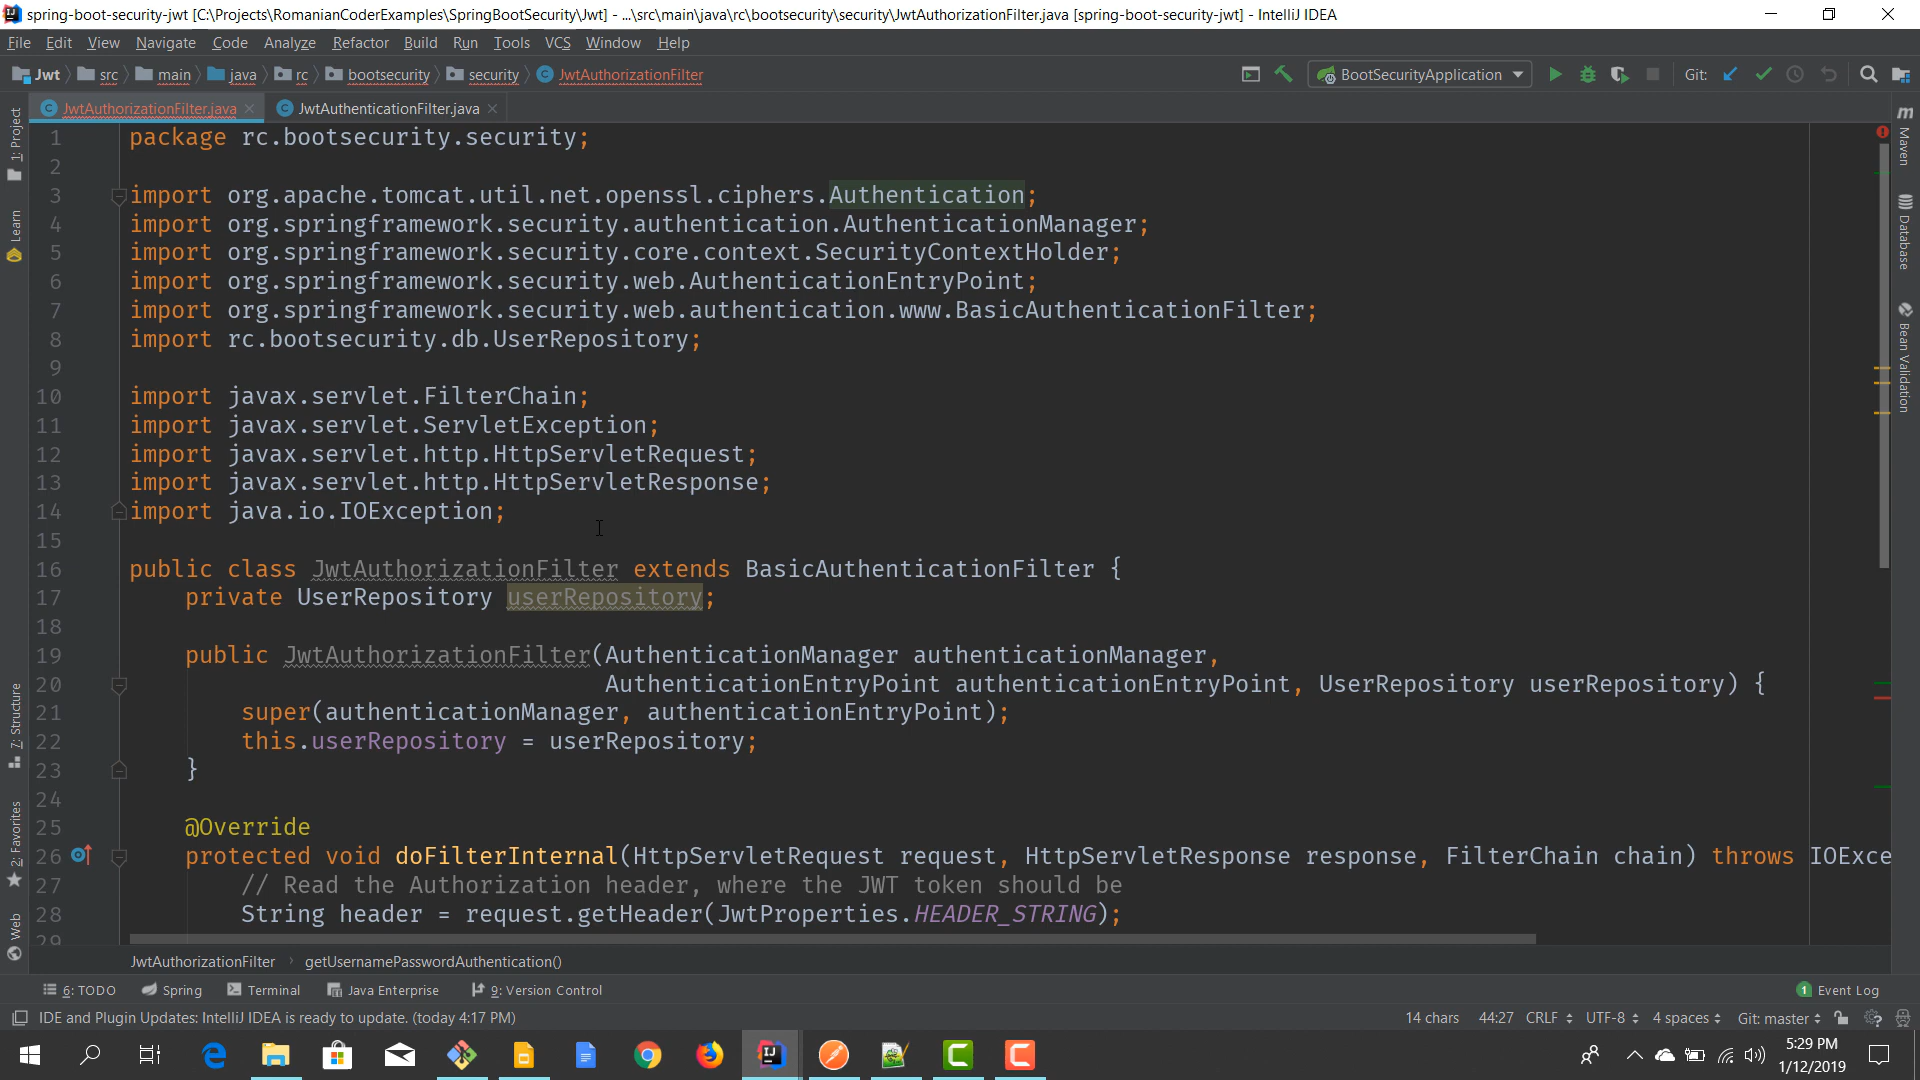 spring-boot-security-jwt [C:\Projects\RomanianCoderExamples\SpringBootSecurity\Jwt] - ...\src\main\java\rc\bootsecurity\security\JwtAuthorizationFilter.java [spring-boot-security-jwt] - IntelliJ IDEA
File Edit View Navigate Code Analyze Refactor Build Run Tools VCS Window Help
Jwt src main java rc bootsecurity security JwtAuthorizationFilter BootSecurityApplication Git:
JwtAuthorizationFilter.java JwtAuthenticationFilter.java
1 package rc.bootsecurity.security;
2
3 import org.apache.tomcat.util.net.openssl.ciphers.Authentication;
4 import org.springframework.security.authentication.AuthenticationManager;
5 import org.springframework.security.core.context.SecurityContextHolder;
6 import org.springframework.security.web.AuthenticationEntryPoint;
7 import org.springframework.security.web.authentication.www.BasicAuthenticationFilter;
8 import rc.bootsecurity.db.UserRepository;
9
10 import javax.servlet.FilterChain;
11 import javax.servlet.ServletException;
12 import javax.servlet.http.HttpServletRequest;
13 import javax.servlet.http.HttpServletResponse;
14 import java.io.IOException;
15
16 public class JwtAuthorizationFilter extends BasicAuthenticationFilter {
17 private UserRepository userRepository;
18
19 public JwtAuthorizationFilter(AuthenticationManager authenticationManager,
20 AuthenticationEntryPoint authenticationEntryPoint, UserRepository userRepository) {
21 super(authenticationManager, authenticationEntryPoint);
22 this.userRepository = userRepository;
23 }
24
25 @Override
26 protected void doFilterInternal(HttpServletRequest request, HttpServletResponse response, FilterChain chain) throws IOExce
27 // Read the Authorization header, where the JWT token should be
28 String header = request.getHeader(JwtProperties.HEADER_STRING);
29
1: Project
Learn
7: Structure
2: Favorites
Web
Maven
Database
Bean Validation
JwtAuthorizationFilter getUsernamePasswordAuthentication()
6: TODO Spring Terminal Java Enterprise 9: Version Control 1 Event Log
IDE and Plugin Updates: IntelliJ IDEA is ready to update. (today 4:17 PM) 14 chars 44:27 CRLF UTF-8 4 spaces Git: master
5:29 PM
1/12/2019